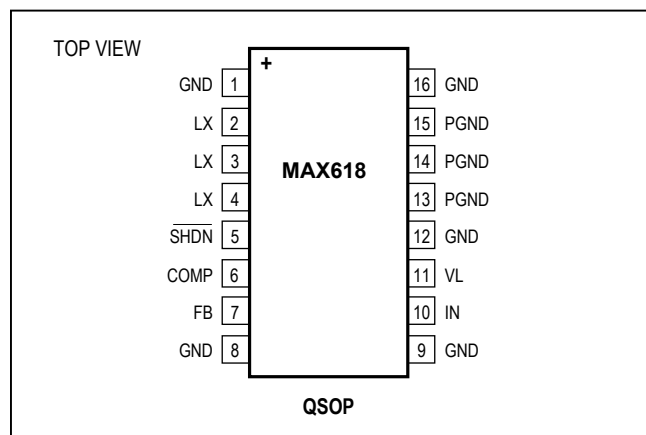 TOP VIEW
+
GND 1 16 GND
LX 2 15 PGND
LX 3 14 PGND
MAX618
LX 4 13 PGND
S̅H̅D̅N̅ 5 12 GND
COMP 6 11 VL
FB 7 10 IN
GND 8 9 GND
QSOP